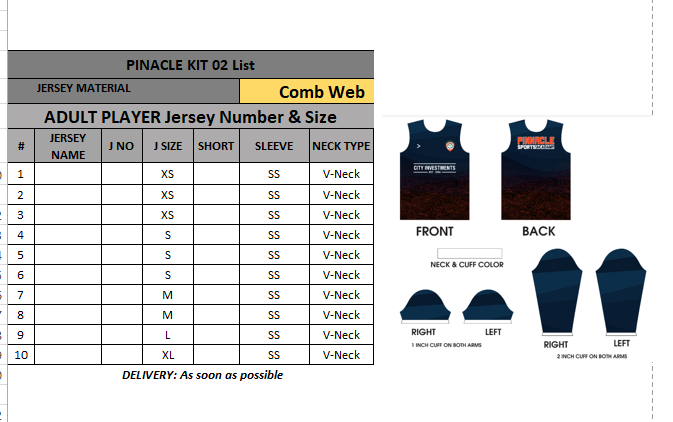 PINACLE KIT 02 List
JERSEY MATERIAL Comb Web
ADULT PLAYER Jersey Number & Size
# JERSEY NAME J NO J SIZE SHORT SLEEVE NECK TYPE
1 XS SS V-Neck
2 XS SS V-Neck
3 XS SS V-Neck
4 S SS V-Neck
5 S SS V-Neck
6 S SS V-Neck
7 M SS V-Neck
8 M SS V-Neck
9 L SS V-Neck
10 XL SS V-Neck
DELIVERY: As soon as possible
CITY INVESTMENTS
PINNACLE
SPORTS
FRONT
BACK
NECK & CUFF COLOR
RIGHT
LEFT
1 INCH CUFF ON BOTH ARMS
RIGHT
LEFT
2 INCH CUFF ON BOTH ARMS